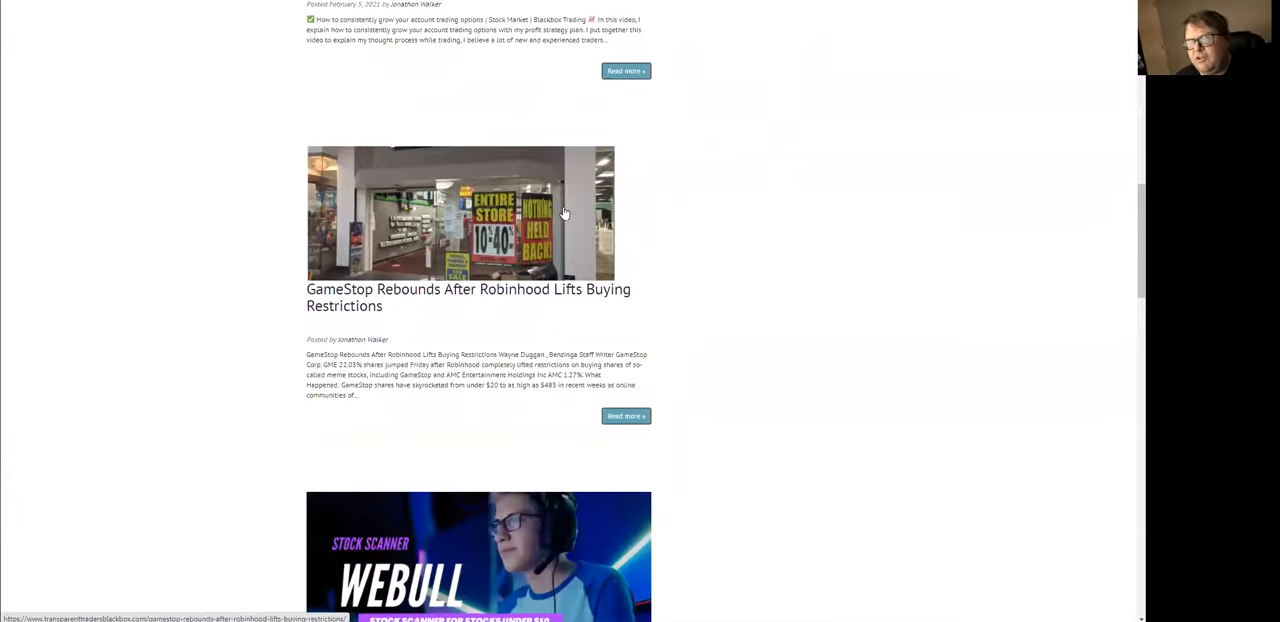 Posted February 5, 2021 by Jonathon Walker
✅ How to consistently grow your account trading options | Stock Market | Blackbox Trading In this video, I
explain how to consistently grow your account trading options with my profit strategy plan. I put together this
video to explain my thought process while trading, I believe a lot of new and experienced traders...
Read more »
ENTIRE
STORE
10%-40%
NOTHING
HELD
BACK!
SALE
GameStop Rebounds After Robinhood Lifts Buying
Restrictions
Posted by Jonathon Walker
GameStop Rebounds After Robinhood Lifts Buying Restrictions Wayne Duggan , Benzinga Staff Writer GameStop
Corp. GME 22.03% shares jumped Friday after Robinhood completely lifted restrictions on buying shares of so-
called meme stocks, including GameStop and AMC Entertainment Holdings Inc AMC 1.27%. What
Happened: GameStop shares have skyrocketed from under $20 to as high as $483 in recent weeks as online
communities of...
Read more »
STOCK SCANNER
WEBULL
STOCK SCANNER FOR STOCKS UNDER $10
https://www.transparenttradersblackbox.com/gamestop-rebounds-after-robinhood-lifts-buying-restrictions/